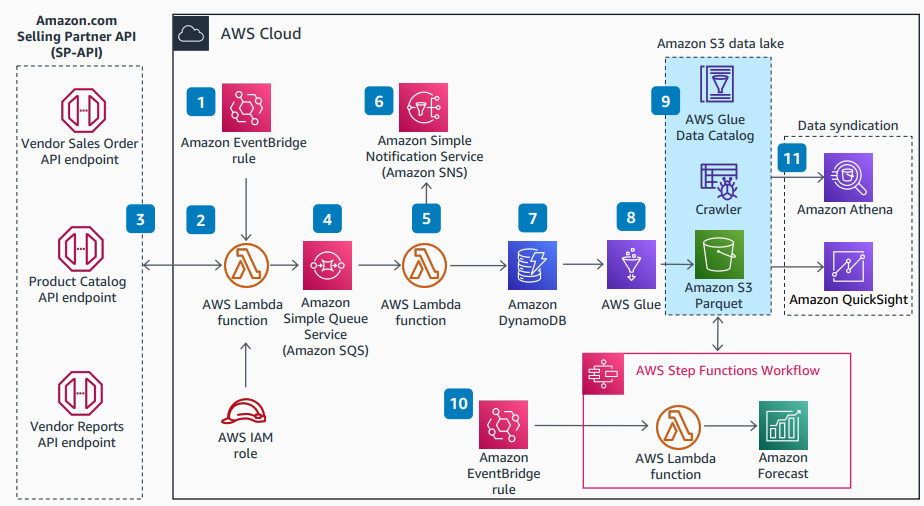 Amazon.com
Selling Partner API
(SP-API)
Vendor Sales Order
API endpoint
Product Catalog
API endpoint
Vendor Reports
API endpoint
AWS Cloud
1
Amazon EventBridge
rule
2
3
AWS Lambda
function
AWS IAM
role
4
Amazon
Simple Queue
Service
(Amazon SQS)
5
AWS Lambda
function
6
Amazon Simple
Notification Service
(Amazon SNS)
7
Amazon
DynamoDB
8
AWS Glue
Amazon S3 data lake
9
AWS Glue
Data Catalog
Crawler
Amazon S3
Parquet
Data syndication
11
Amazon Athena
Amazon QuickSight
10
Amazon
EventBridge
rule
AWS Step Functions Workflow
AWS Lambda
function
Amazon
Forecast